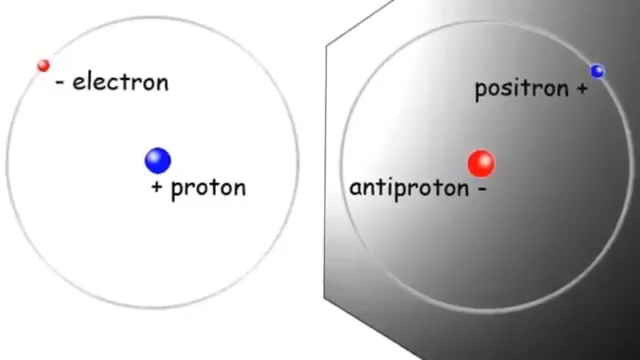 - electron
+ proton
positron +
antiproton -